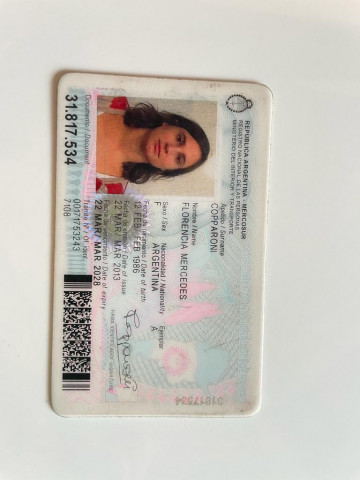 REPUBLICA ARGENTINA - MERCOSUR
REGISTRO NACIONAL DE LAS PERSONAS
MINISTERIO DEL INTERIOR Y TRANSPORTE
Apellido / Surname
COPPARONI
Nombre / Name
FLORENCIA MERCEDES
Sexo / Sex Nacionalidad / Nationality Ejemplar
F ARGENTINA A
Fecha de nacimiento / Date of birth
12 FEB/ FEB 1986
Fecha de emisión / Date of issue
22 MAR/ MAR 2013
Fecha de vencimiento / Date of expiry
22 MAR/ MAR 2028
Documento / Document
31.817.534
Trámite Nº / Of. ident.
00171753243
7108
31817534